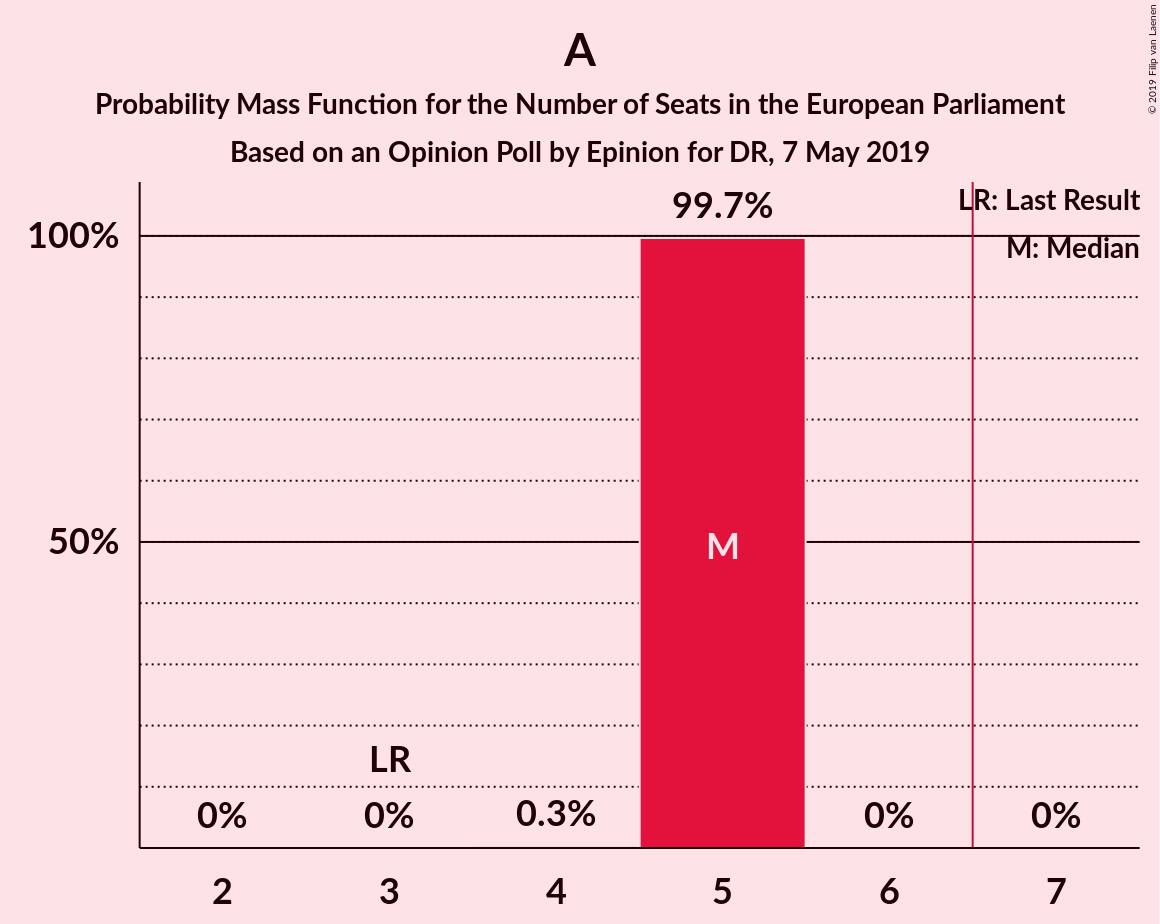 A
Probability Mass Function for the Number of Seats in the European Parliament
Based on an Opinion Poll by Epinion for DR, 7 May 2019
© 2019 Filip van Laenen
LR: Last Result
M: Median
99.7%
100%
50%
M
LR
0% 0% 0.3% 0% 0%
2 3 4 5 6 7